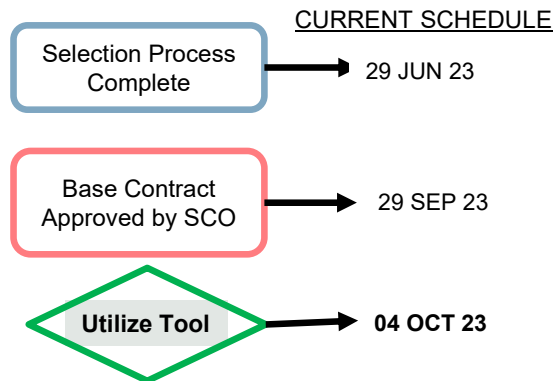 CURRENT SCHEDULE
Selection Process
Complete
29 JUN 23
Base Contract
Approved by SCO
29 SEP 23
Utilize Tool
04 OCT 23